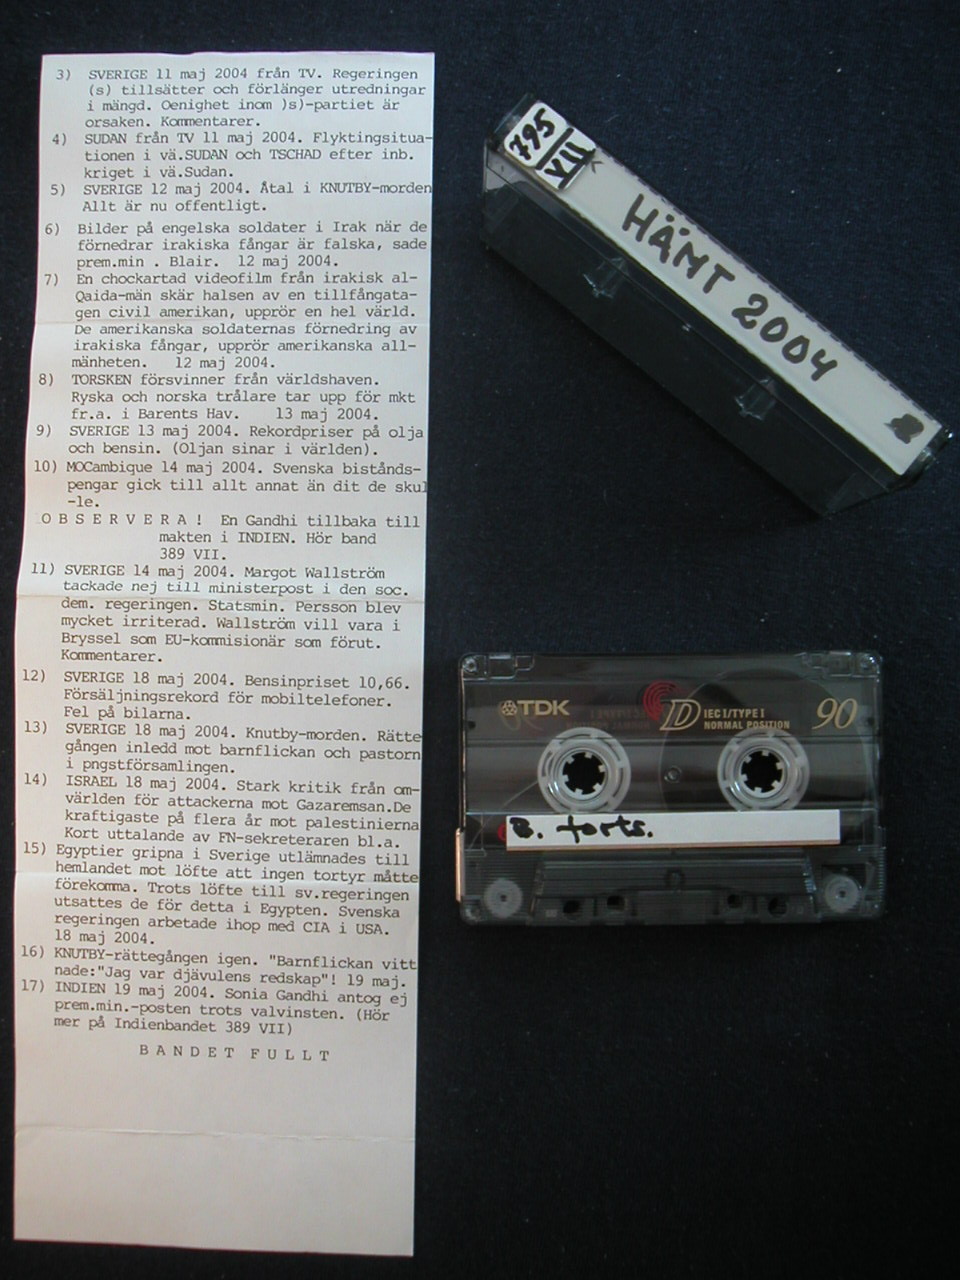 3) SVERIGE 11 maj 2004 från TV. Regeringen
(s) tillsätter och förlänger utredningar
i mängd. Oenighet inom )s)-partiet är
orsaken. Kommentarer.
4) SUDAN från TV 11 maj 2004. Flyktingsitua-
tionen i vä.SUDAN och TSCHAD efter inb.
kriget i vä.Sudan.
5) SVERIGE 12 maj 2004. Åtal i KNUTBY-morden
Allt är nu offentligt.
6) Bilder på engelska soldater i Irak när de
förnedrar irakiska fångar är falska, sade
prem.min . Blair. 12 maj 2004.
7) En chockartad videofilm från irakisk al-
Qaida-män skär halsen av en tillfångata-
gen civil amerikan, upprör en hel värld.
De amerikanska soldaternas förnedring av
irakiska fångar, upprör amerikanska all-
mänheten. 12 maj 2004.
8) TORSKEN försvinner från världshaven.
Ryska och norska trålare tar upp för mkt
fr.a. i Barents Hav. 13 maj 2004.
9) SVERIGE 13 maj 2004. Rekordpriser på olja
och bensin. (Oljan sinar i världen).
10) MOCambique 14 maj 2004. Svenska bistånds-
pengar gick till allt annat än dit de skul
-le.
O B S E R V E R A ! En Gandhi tillbaka till
makten i INDIEN. Hör band
389 VII.
11) SVERIGE 14 maj 2004. Margot Wallström
tackade nej till ministerpost i den soc.
dem. regeringen. Statsmin. Persson blev
mycket irriterad. Wallström vill vara i
Bryssel som EU-kommisionär som förut.
Kommentarer.
12) SVERIGE 18 maj 2004. Bensinpriset 10,66.
Försäljningsrekord för mobiltelefoner.
Fel på bilarna.
13) SVERIGE 18 maj 2004. Knutby-morden. Rätte
gången inledd mot barnflickan och pastorn
i pngstförsamlingen.
14) ISRAEL 18 maj 2004. Stark kritik från om-
världen för attackerna mot Gazaremsan.De
kraftigaste på flera år mot palestinierna
Kort uttalande av FN-sekreteraren bl.a.
15) Egyptier gripna i Sverige utlämnades till
hemlandet mot löfte att ingen tortyr måtte
förekomma. Trots löfte till sv.regeringen
utsattes de för detta i Egypten. Svenska
regeringen arbetade ihop med CIA i USA.
18 maj 2004.
16) KNUTBY-rättegången igen. "Barnflickan vitt
nade:"Jag var djävulens redskap"! 19 maj.
17) INDIEN 19 maj 2004. Sonia Gandhi antog ej
prem.min.-posten trots valvinsten. (Hör
mer på Indienbandet 389 VII)
B A N D E T F U L L T
795
VII
HÄMT 2004
TDK
D IEC I/TYPE I
NORMAL POSITION
90
B. forts.